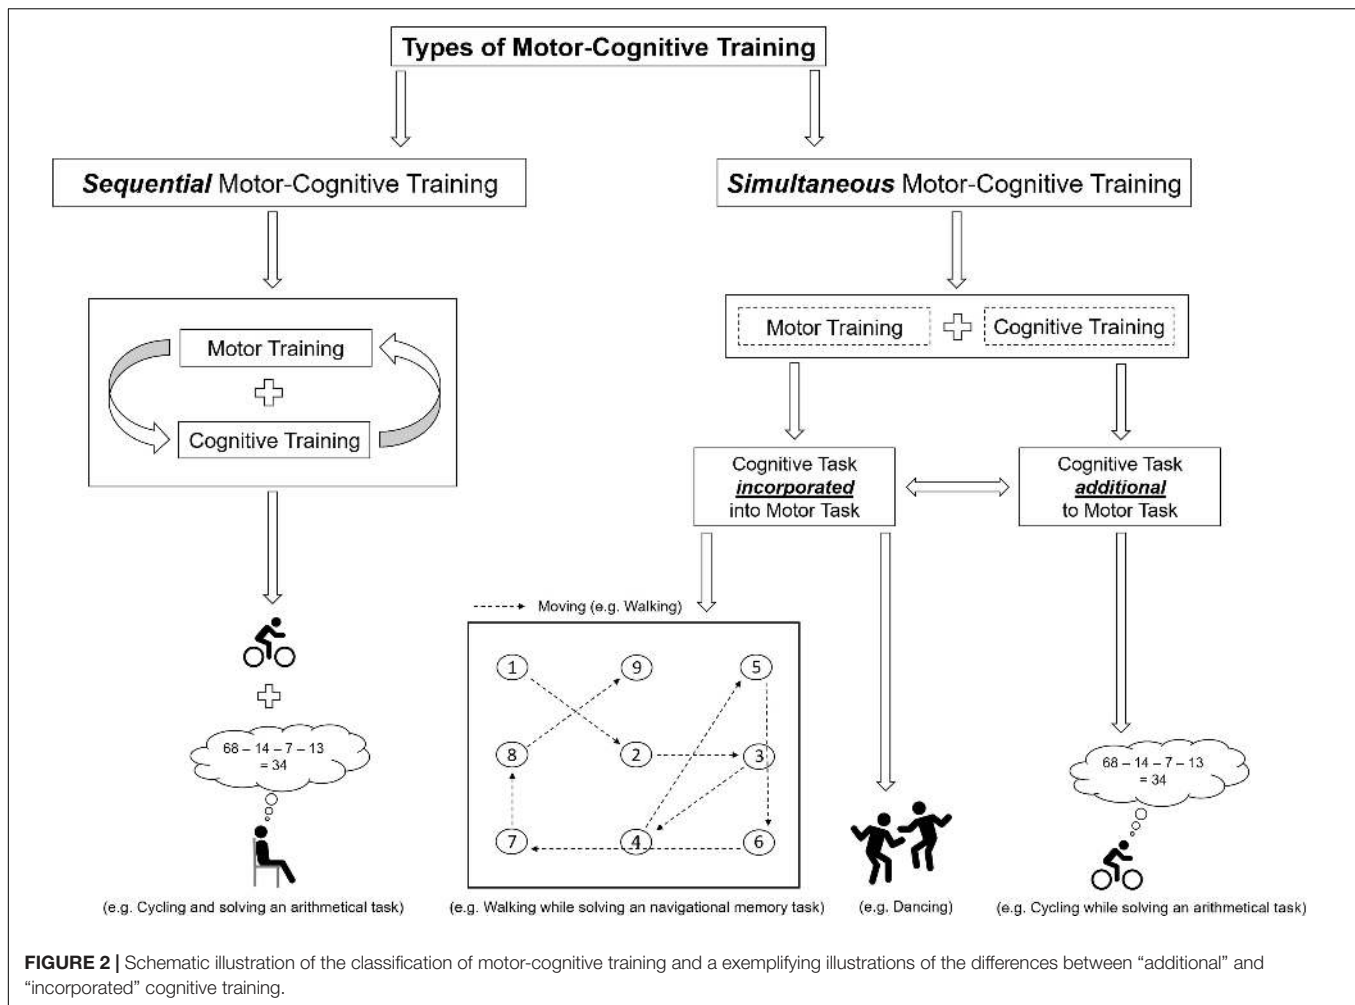 Types of Motor-Cognitive Training
Sequential Motor-Cognitive Training
Simultaneous Motor-Cognitive Training
Motor Training
Cognitive Training
Motor Training
Cognitive Training
Cognitive Task
incorporated
into Motor Task
Cognitive Task
additional
to Motor Task
Moving (e.g. Walking)
1
9
5
8
2
3
7
4
6
68 – 14 – 7 – 13
= 34
68 – 14 – 7 – 13
= 34
(e.g. Cycling and solving an arithmetical task)
(e.g. Walking while solving an navigational memory task)
(e.g. Dancing)
(e.g. Cycling while solving an arithmetical task)
FIGURE 2 | Schematic illustration of the classification of motor-cognitive training and a exemplifying illustrations of the differences between “additional” and
“incorporated” cognitive training.